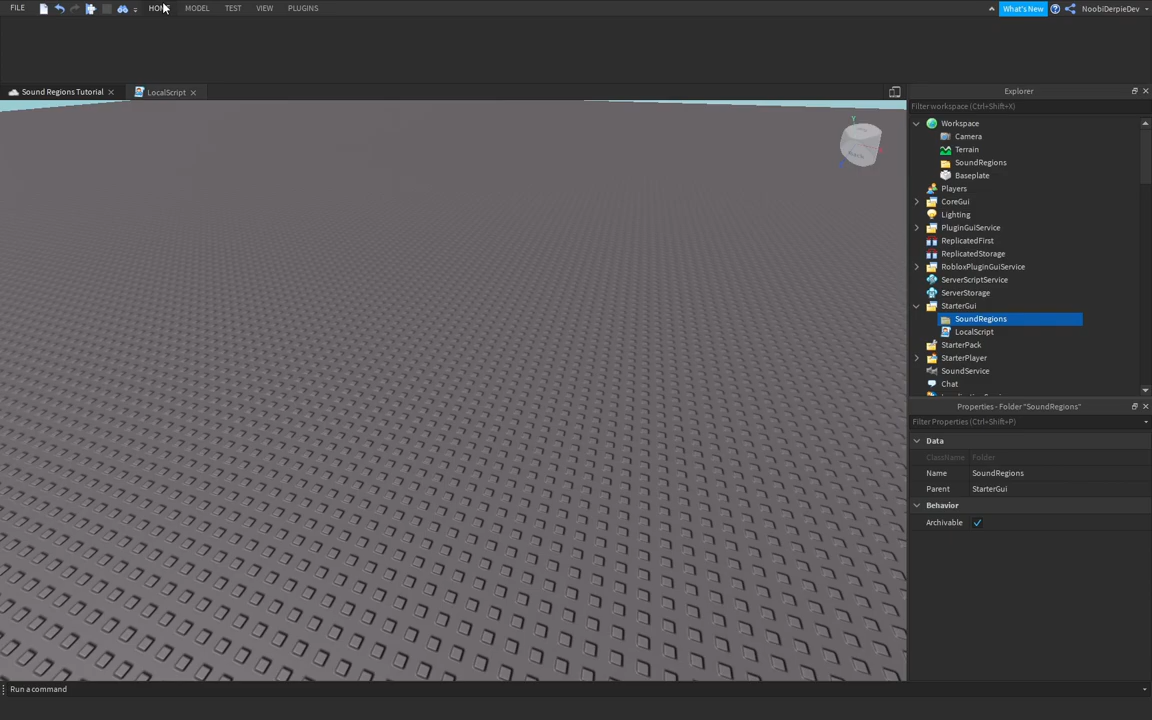 FILE HOME MODEL TEST VIEW PLUGINS What's New NoobiDerpieDev
Sound Regions Tutorial LocalScript
Explorer
Filter workspace (Ctrl+Shift+X)
Workspace
Camera
Terrain
SoundRegions
Baseplate
Players
CoreGui
Lighting
PluginGuiService
ReplicatedFirst
ReplicatedStorage
RobloxPluginGuiService
ServerScriptService
ServerStorage
StarterGui
SoundRegions
LocalScript
StarterPack
StarterPlayer
SoundService
Chat
Properties - Folder "SoundRegions"
Filter Properties (Ctrl+Shift+P)
Data
ClassName Folder
Name SoundRegions
Parent StarterGui
Behavior
Archivable
Y
Back
Run a command